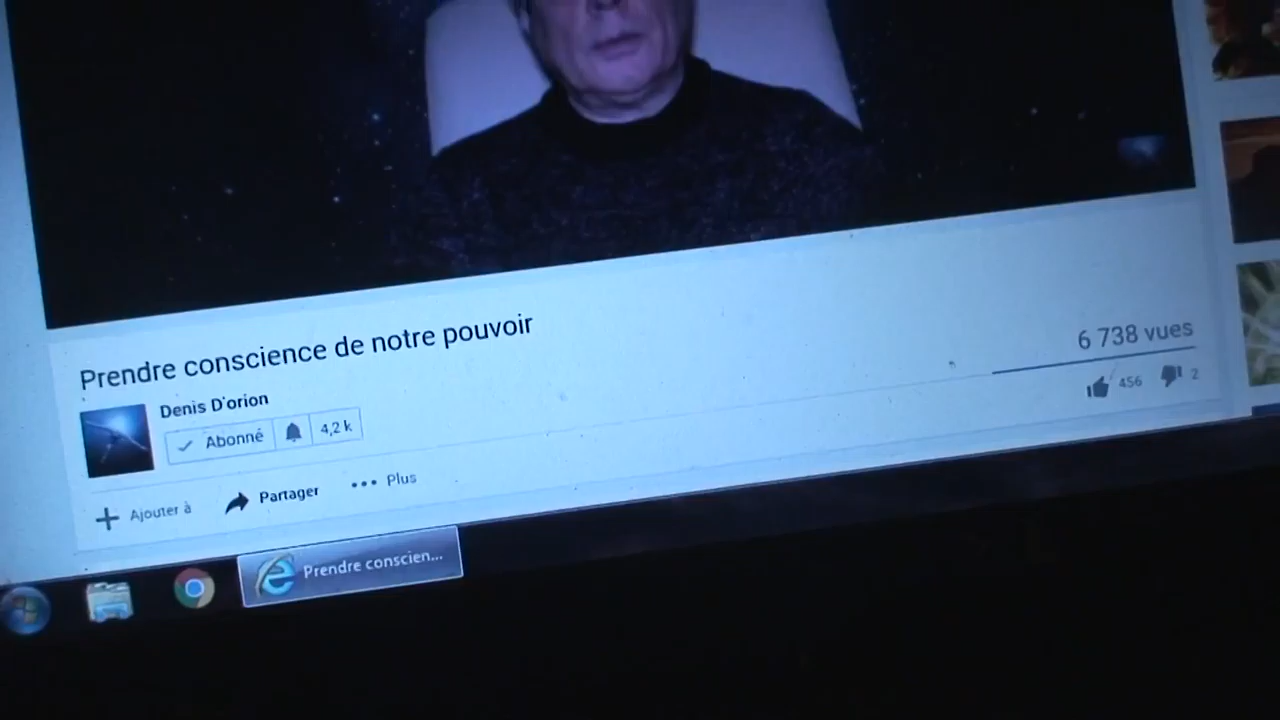 Prendre conscience de notre pouvoir
6 738 vues
456 2
Denis D'orion
Abonné 4,2 k
Ajouter à Partager Plus
Prendre conscien...